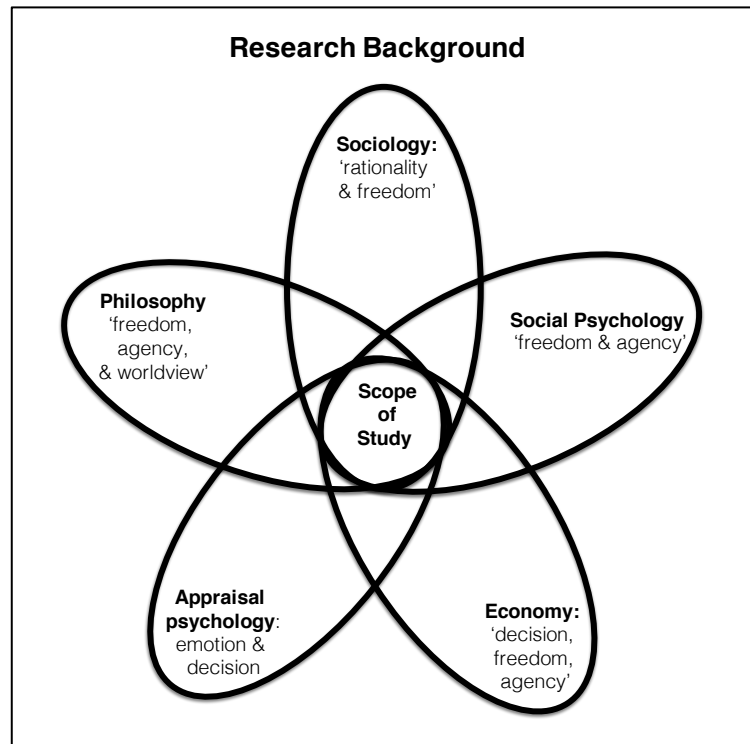 Research Background
Sociology:
‘rationality
& freedom’
Philosophy
‘freedom,
agency,
& worldview’
Social Psychology
‘freedom & agency’
Scope
of
Study
Appraisal
psychology:
emotion &
decision
Economy:
‘decision,
freedom,
agency’